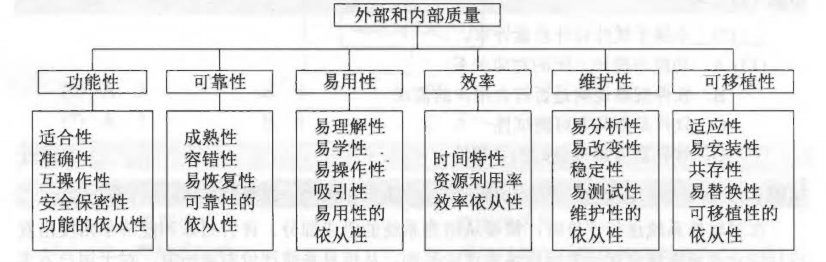 外部和内部质量
功能性
可靠性
易用性
效率
维护性
可移植性
适合性
准确性
互操作性
安全保密性
功能的依从性
成熟性
容错性
易恢复性
可靠性的
依从性
易理解性
易学性
易操作性
吸引性
易用性的
依从性
时间特性
资源利用率
效率依从性
易分析性
易改变性
稳定性
易测试性
维护性的
依从性
适应性
易安装性
共存性
易替换性
可移植性的
依从性